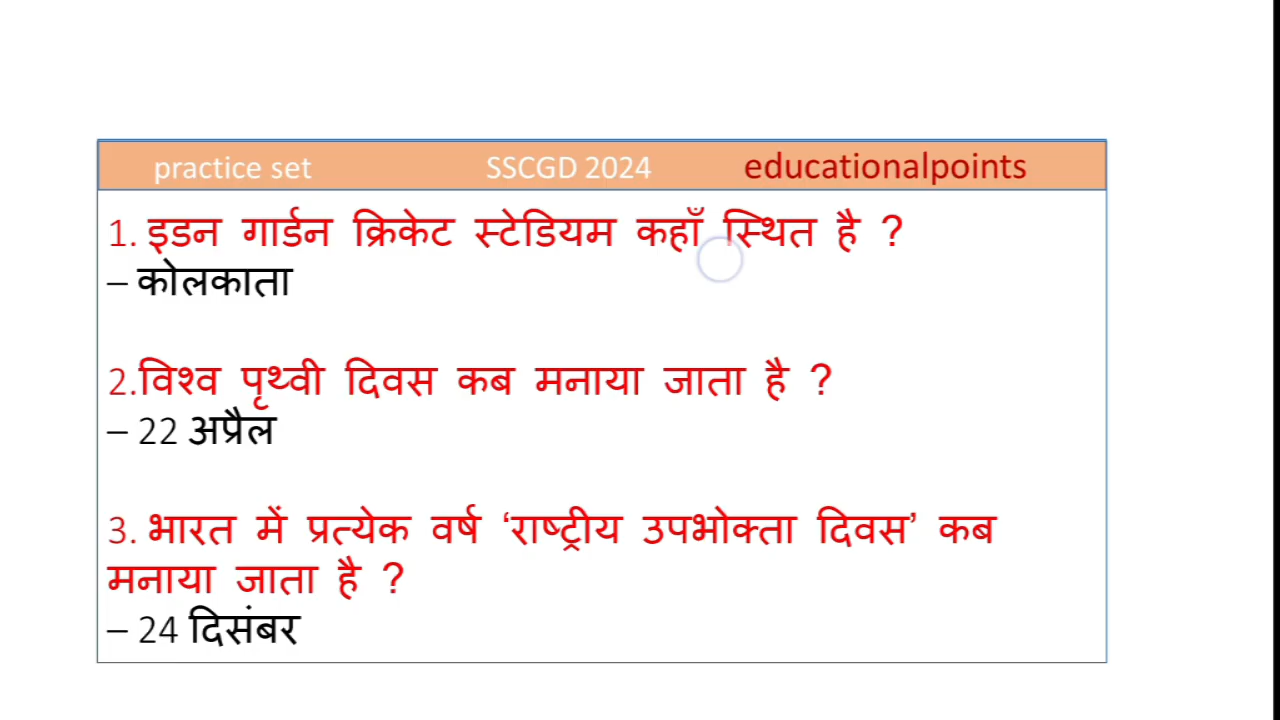 practice set SSCGD 2024 educationalpoints
1. इडन गार्डन क्रिकेट स्टेडियम कहाँ स्थित है ?
– कोलकाता
2.विश्व पृथ्वी दिवस कब मनाया जाता है ?
– 22 अप्रैल
3. भारत में प्रत्येक वर्ष ‘राष्ट्रीय उपभोक्ता दिवस’ कब
मनाया जाता है ?
– 24 दिसंबर